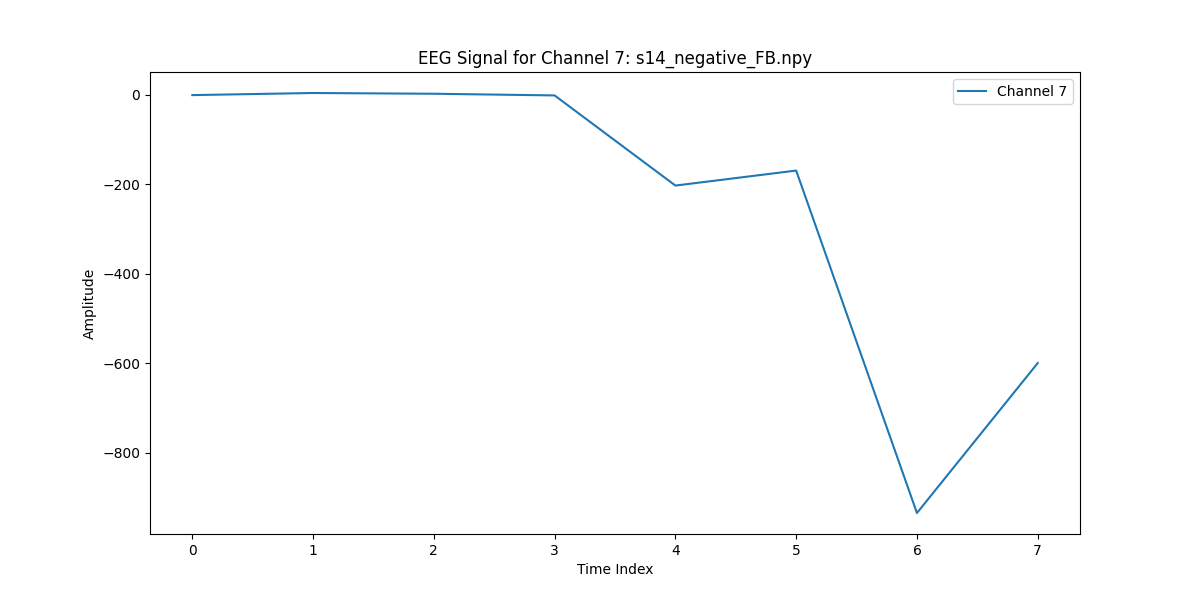 EEG Signal for Channel 7: s14_negative_FB.npy
Channel 7
Amplitude
0
−200
−400
−600
−800
0 1 2 3 4 5 6 7
Time Index